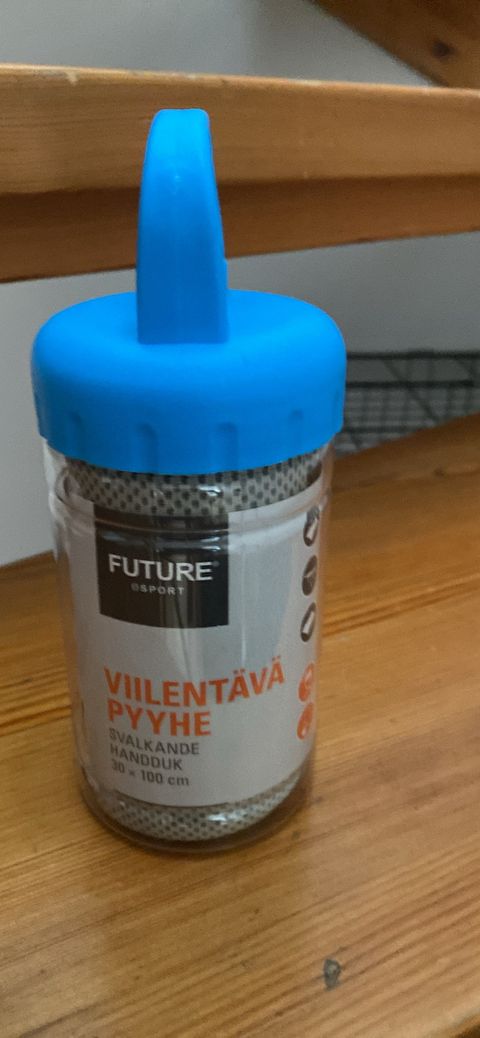 FUTURE®
SPORT
VIILENTÄVÄ
PYYHE
SVALKANDE
HANDDUK
30 × 100 cm